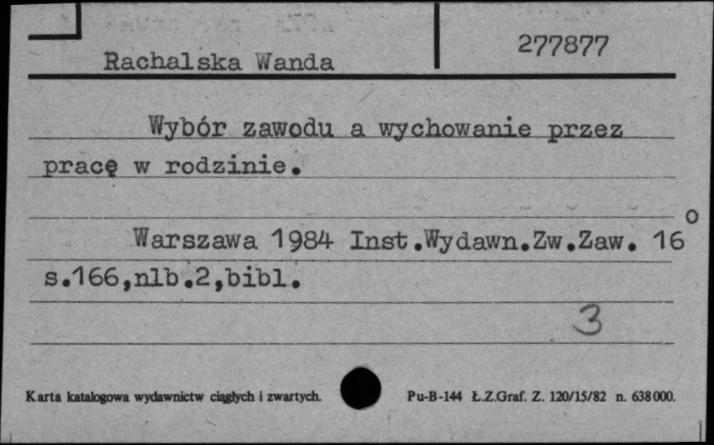 277877
Rachalska Wanda
Wybór zawodu a wychowanie przez
pracę w rodzinie.
Warszawa 1984 Inst.Wydawn.Zw.Zaw. 16o
s.166,nlb.2,bibl.
3
Karta katalogowa wydawnictw ciągłych i zwartych. Pu-B-144 Ł.Z.Graf. Z. 120/15/82 n. 638000.